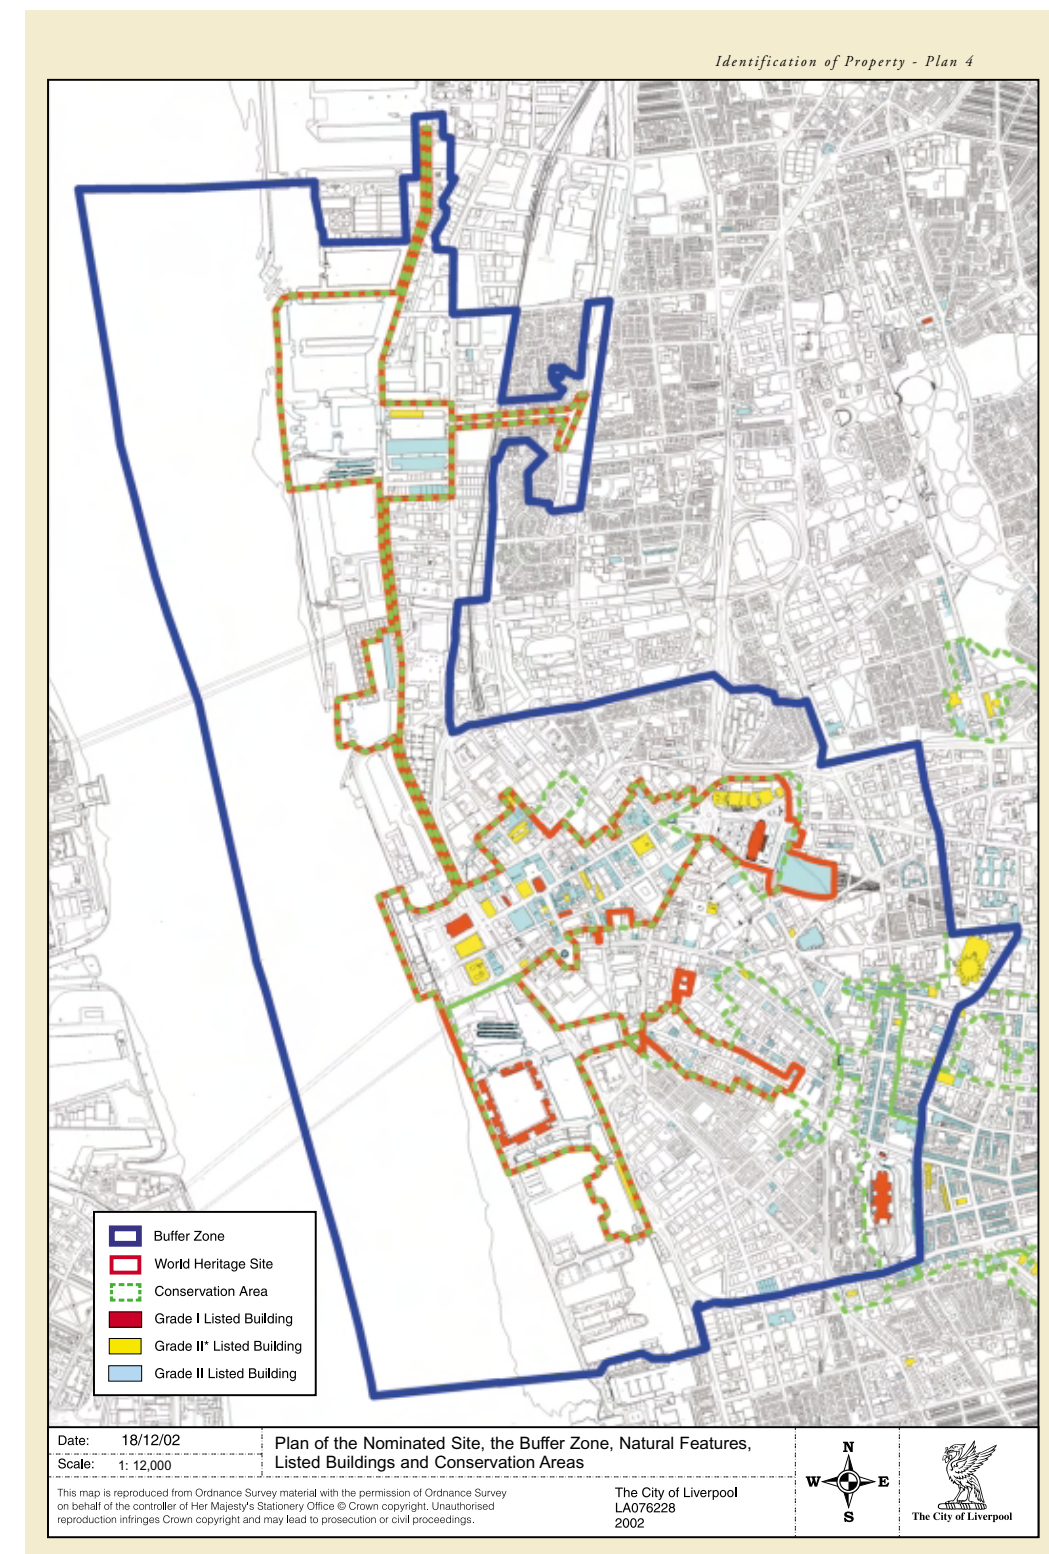 Identification of Property - Plan 4
Buffer Zone
World Heritage Site
Conservation Area
Grade I Listed Building
Grade II* Listed Building
Grade II Listed Building
Date: 18/12/02
Scale: 1: 12,000
Plan of the Nominated Site, the Buffer Zone, Natural Features,
Listed Buildings and Conservation Areas
This map is reproduced from Ordnance Survey material with the permission of Ordnance Survey
on behalf of the controller of Her Majesty's Stationery Office © Crown copyright. Unauthorised
reproduction infringes Crown copyright and may lead to prosecution or civil proceedings.
The City of Liverpool
LA076228
2002
N
W E
S
The City of Liverpool